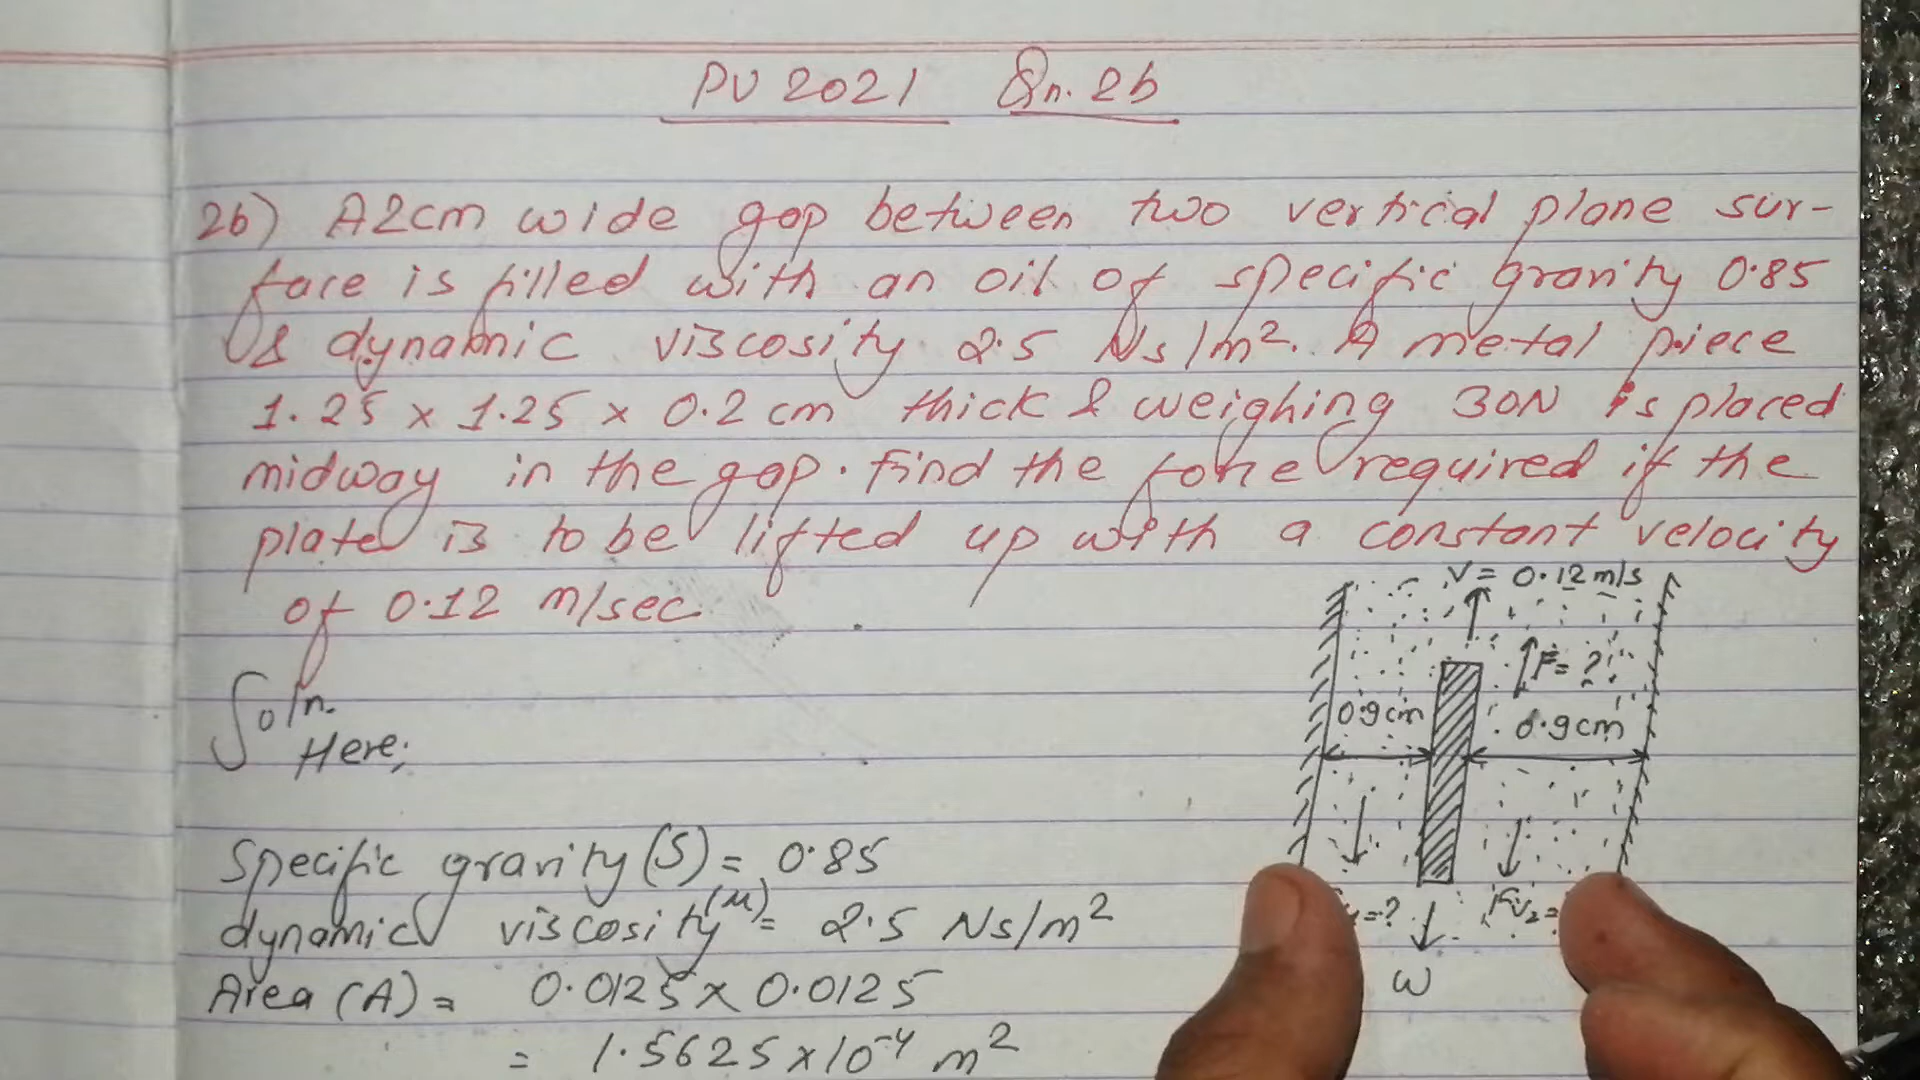 PU 2021 Qn. 2b
2b) A 2cm wide gap between two vertical plane sur-
face is filled with an oil of specific gravity 0.85
& dynamic viscosity 2.5 Ns/m². A metal piece
1.25 x 1.25 x 0.2 cm thick & weighing 30N is placed
midway in the gap. Find the force required if the
plate is to be lifted up with a constant velocity
of 0.12 m/sec.
V = 0.12 m/s
F = ?
0.9cm 0.9cm
Soln.
Here;
Specific gravity (S) = 0.85
dynamic viscosity (μ) = 2.5 Ns/m²
=? Fv₂ =
W
Area (A) = 0.0125 x 0.0125
= 1.5625 x 10⁻⁴ m²